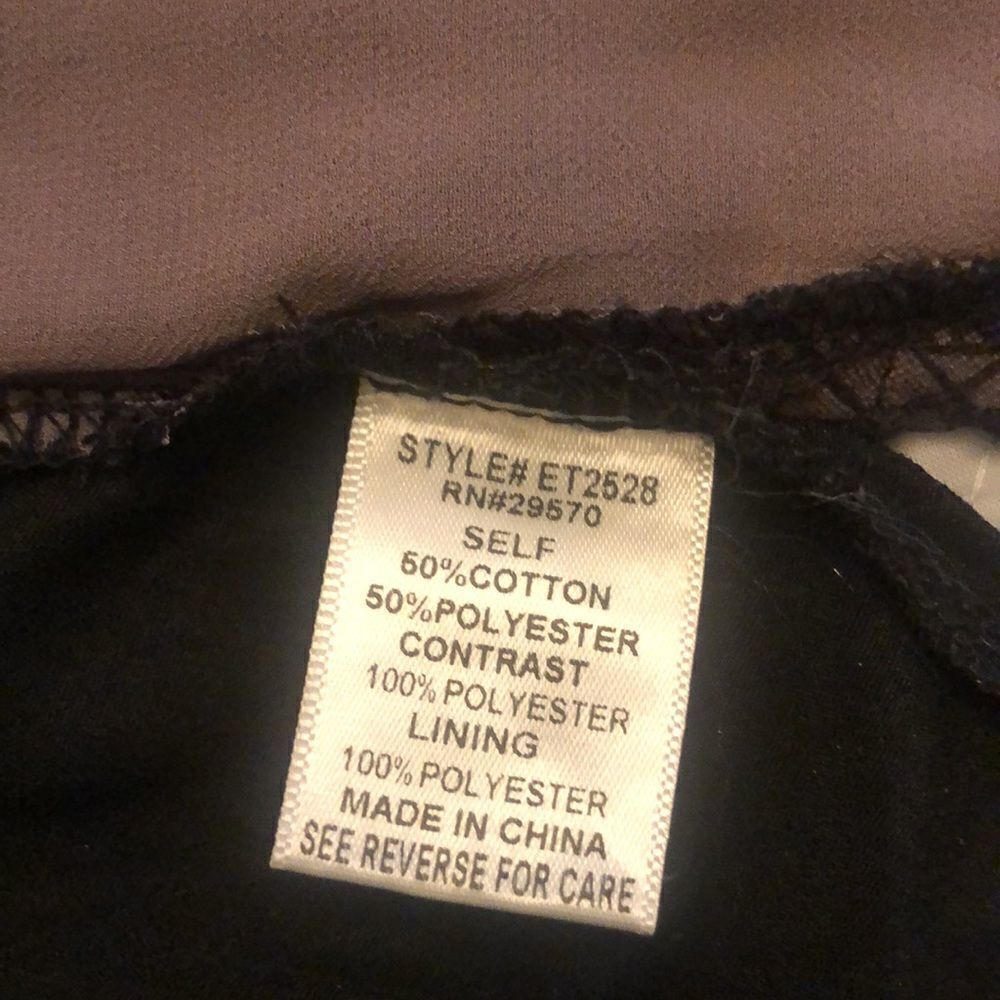 STYLE# ET2528
RN#29570
SELF
50%COTTON
50%POLYESTER
CONTRAST
100%POLYESTER
LINING
100%POLYESTER
MADE IN CHINA
SEE REVERSE FOR CARE